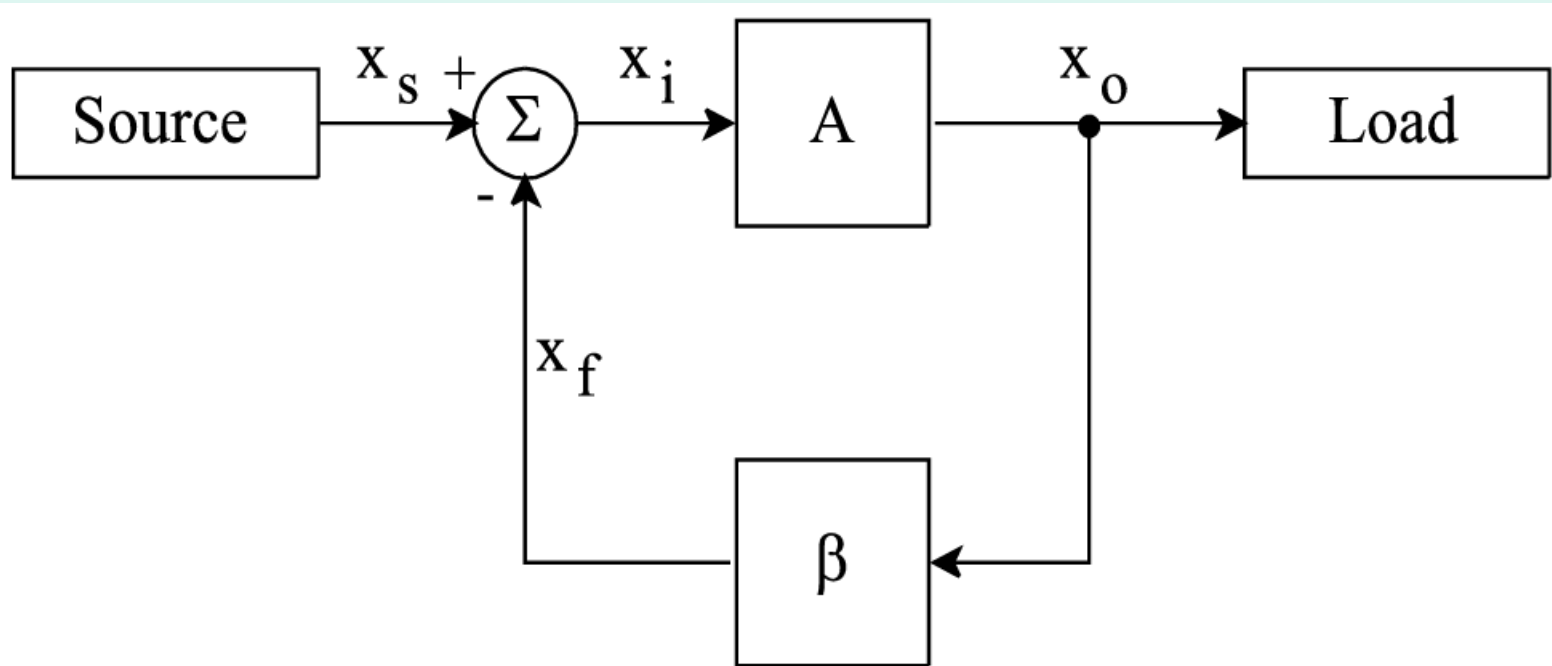 Source
x_s
+
Σ
-
x_i
A
x_o
Load
x_f
β